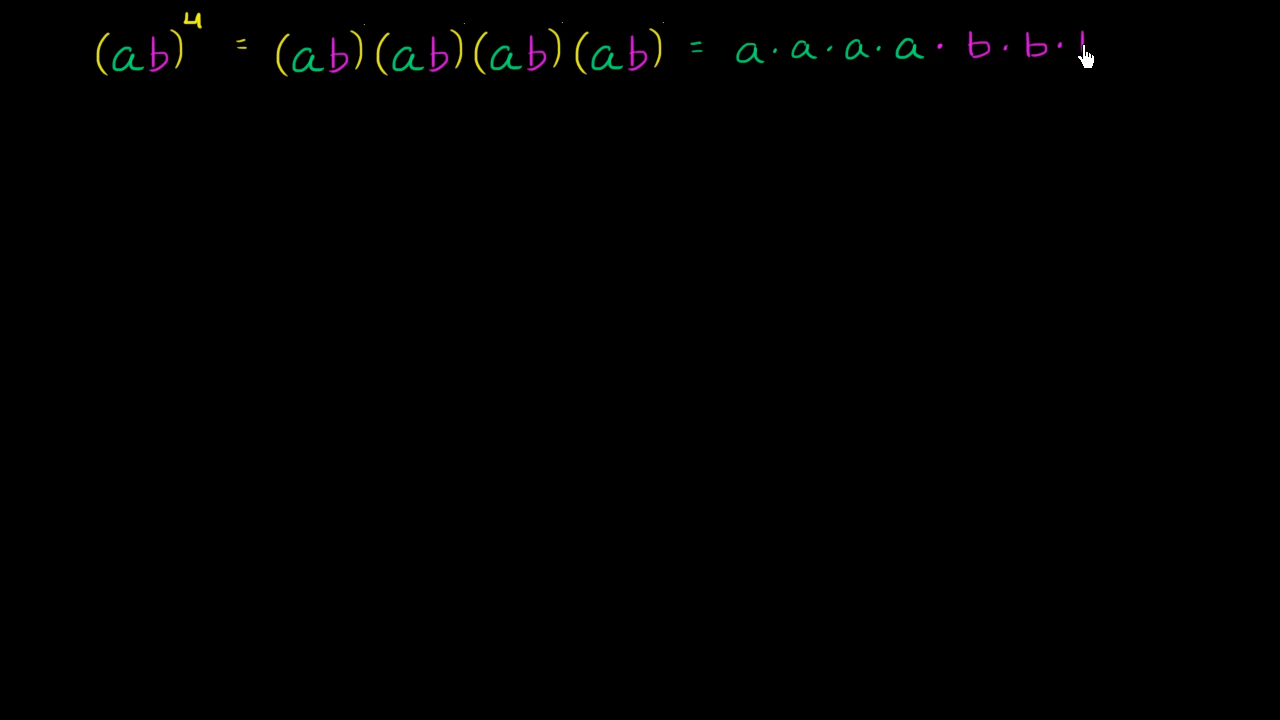 (ab)⁴ = (ab)(ab)(ab)(ab) = a · a · a · a · b · b ·